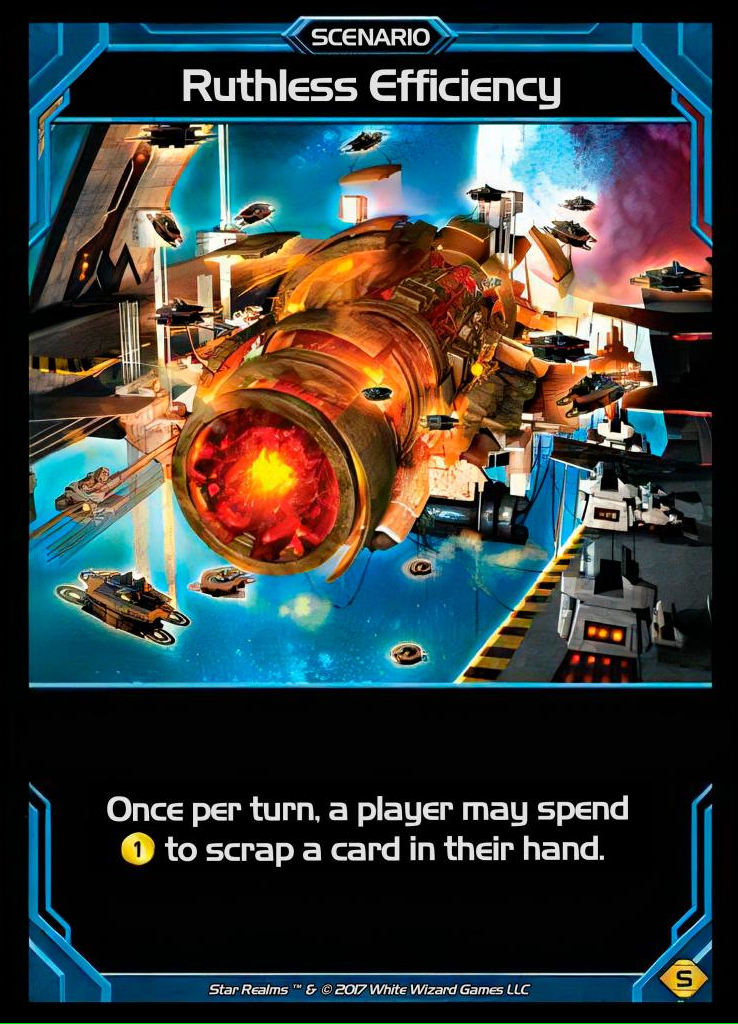 SCENARIO
Ruthless Efficiency
Once per turn, a player may spend
1 to scrap a card in their hand.
Star Realms ™ & © 2017 White Wizard Games LLC
S